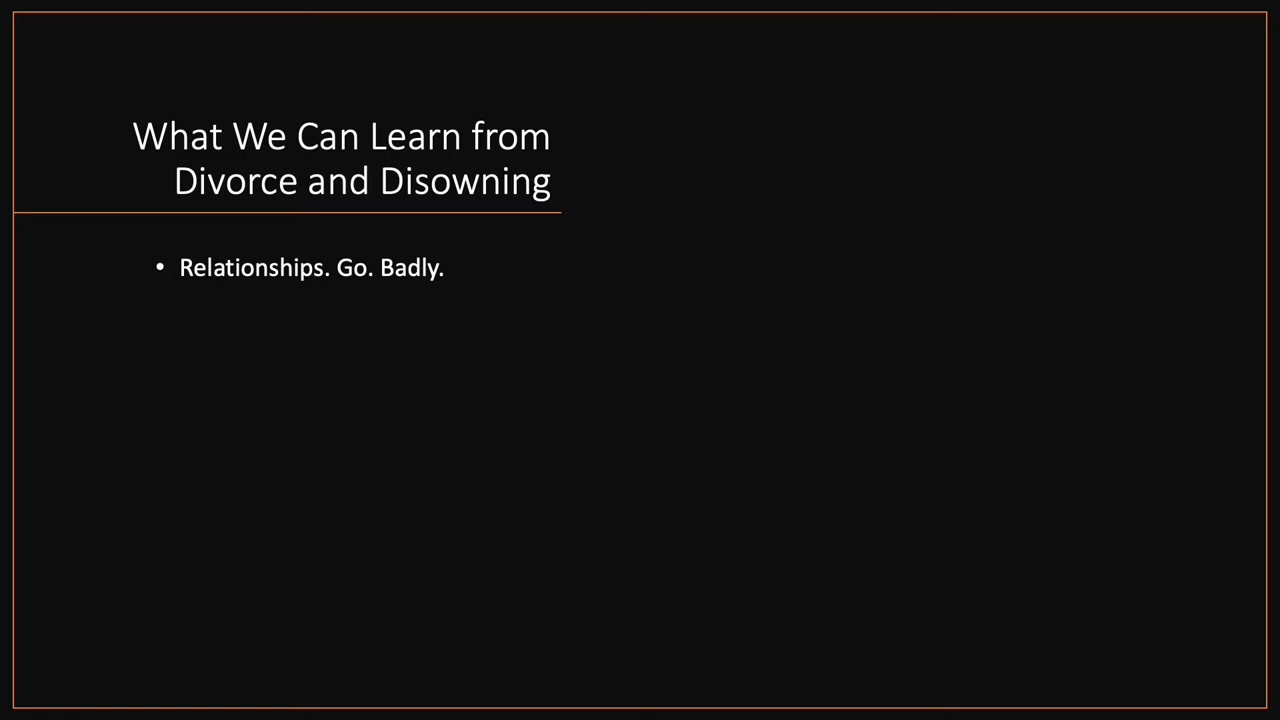 What We Can Learn from
Divorce and Disowning
• Relationships. Go. Badly.